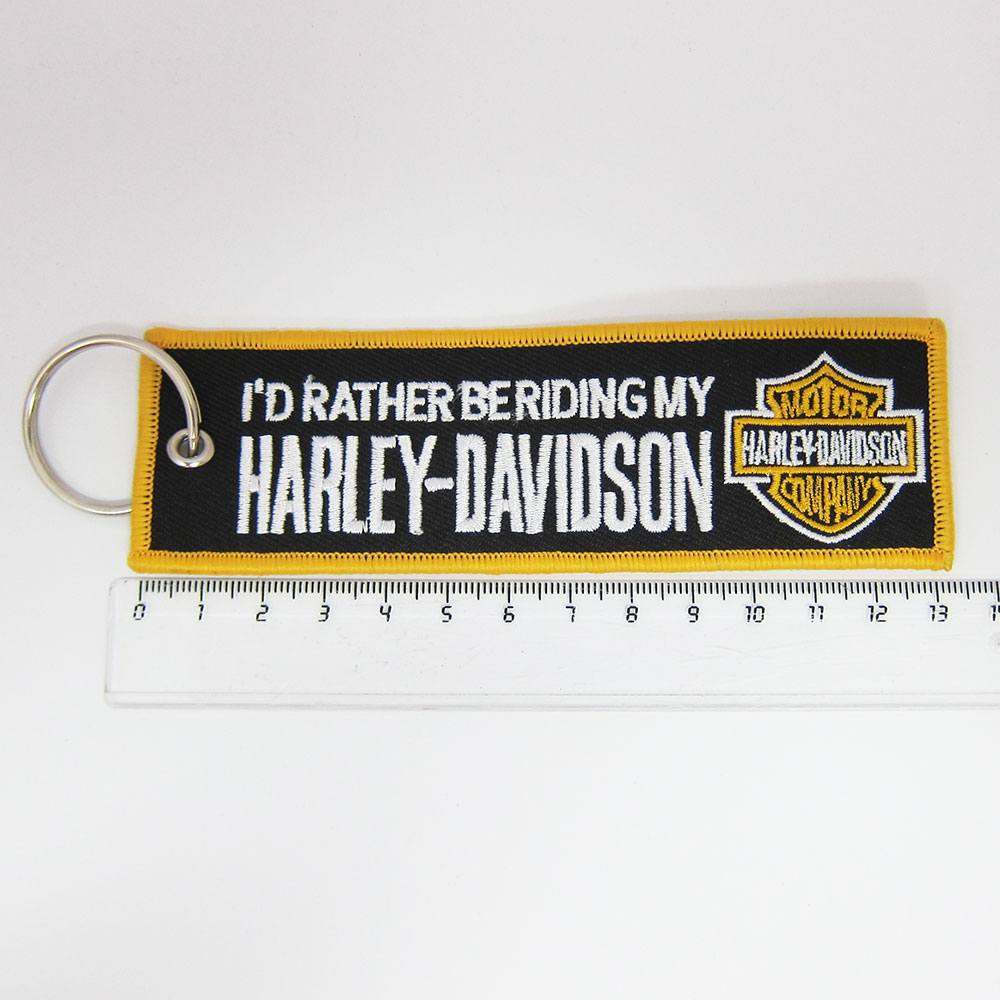 I'D RATHER BE RIDING MY
HARLEY-DAVIDSON
MOTOR
HARLEY-DAVIDSON
COMPANY
0 1 2 3 4 5 6 7 8 9 10 11 12 13